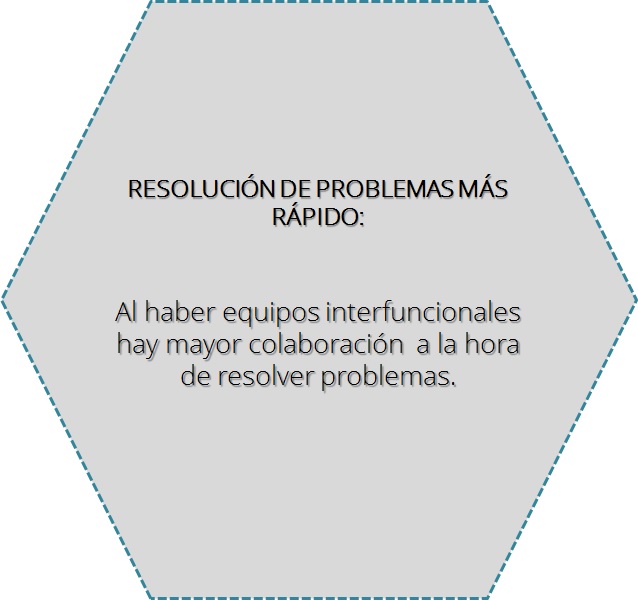 RESOLUCIÓN DE PROBLEMAS MÁS
RÁPIDO:
Al haber equipos interfuncionales
hay mayor colaboración  a la hora
de resolver problemas.